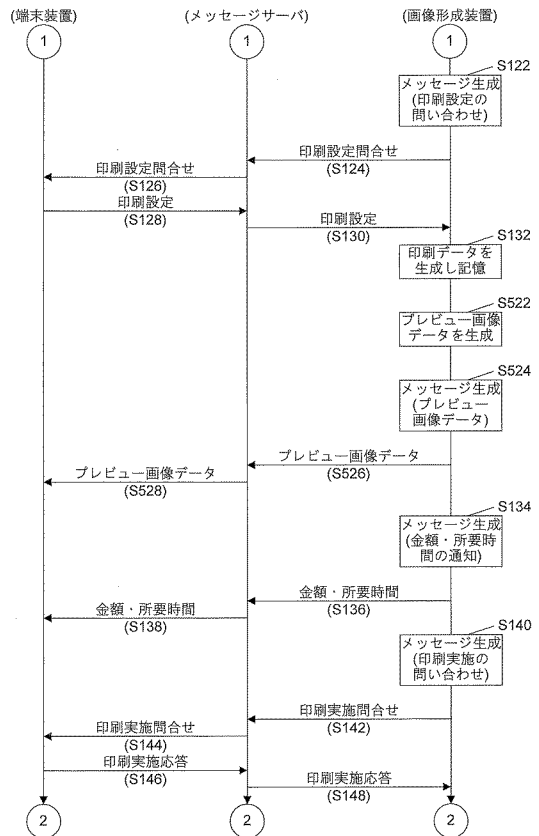 (端末装置)
(メッセージサーバ)
(画像形成装置)
1
1
1
S122
メッセージ生成
(印刷設定の
問い合わせ)
印刷設定問合せ
(S124)
印刷設定問合せ
(S126)
印刷設定
(S128)
印刷設定
(S130)
S132
印刷データを
生成し記憶
S522
プレビュー画像
データを生成
S524
メッセージ生成
(プレビュー
画像データ)
プレビュー画像データ
(S526)
プレビュー画像データ
(S528)
S134
メッセージ生成
(金額・所要時
間の通知)
金額・所要時間
(S136)
金額・所要時間
(S138)
S140
メッセージ生成
(印刷実施の
問い合わせ)
印刷実施問合せ
(S142)
印刷実施問合せ
(S144)
印刷実施応答
(S146)
印刷実施応答
(S148)
2
2
2